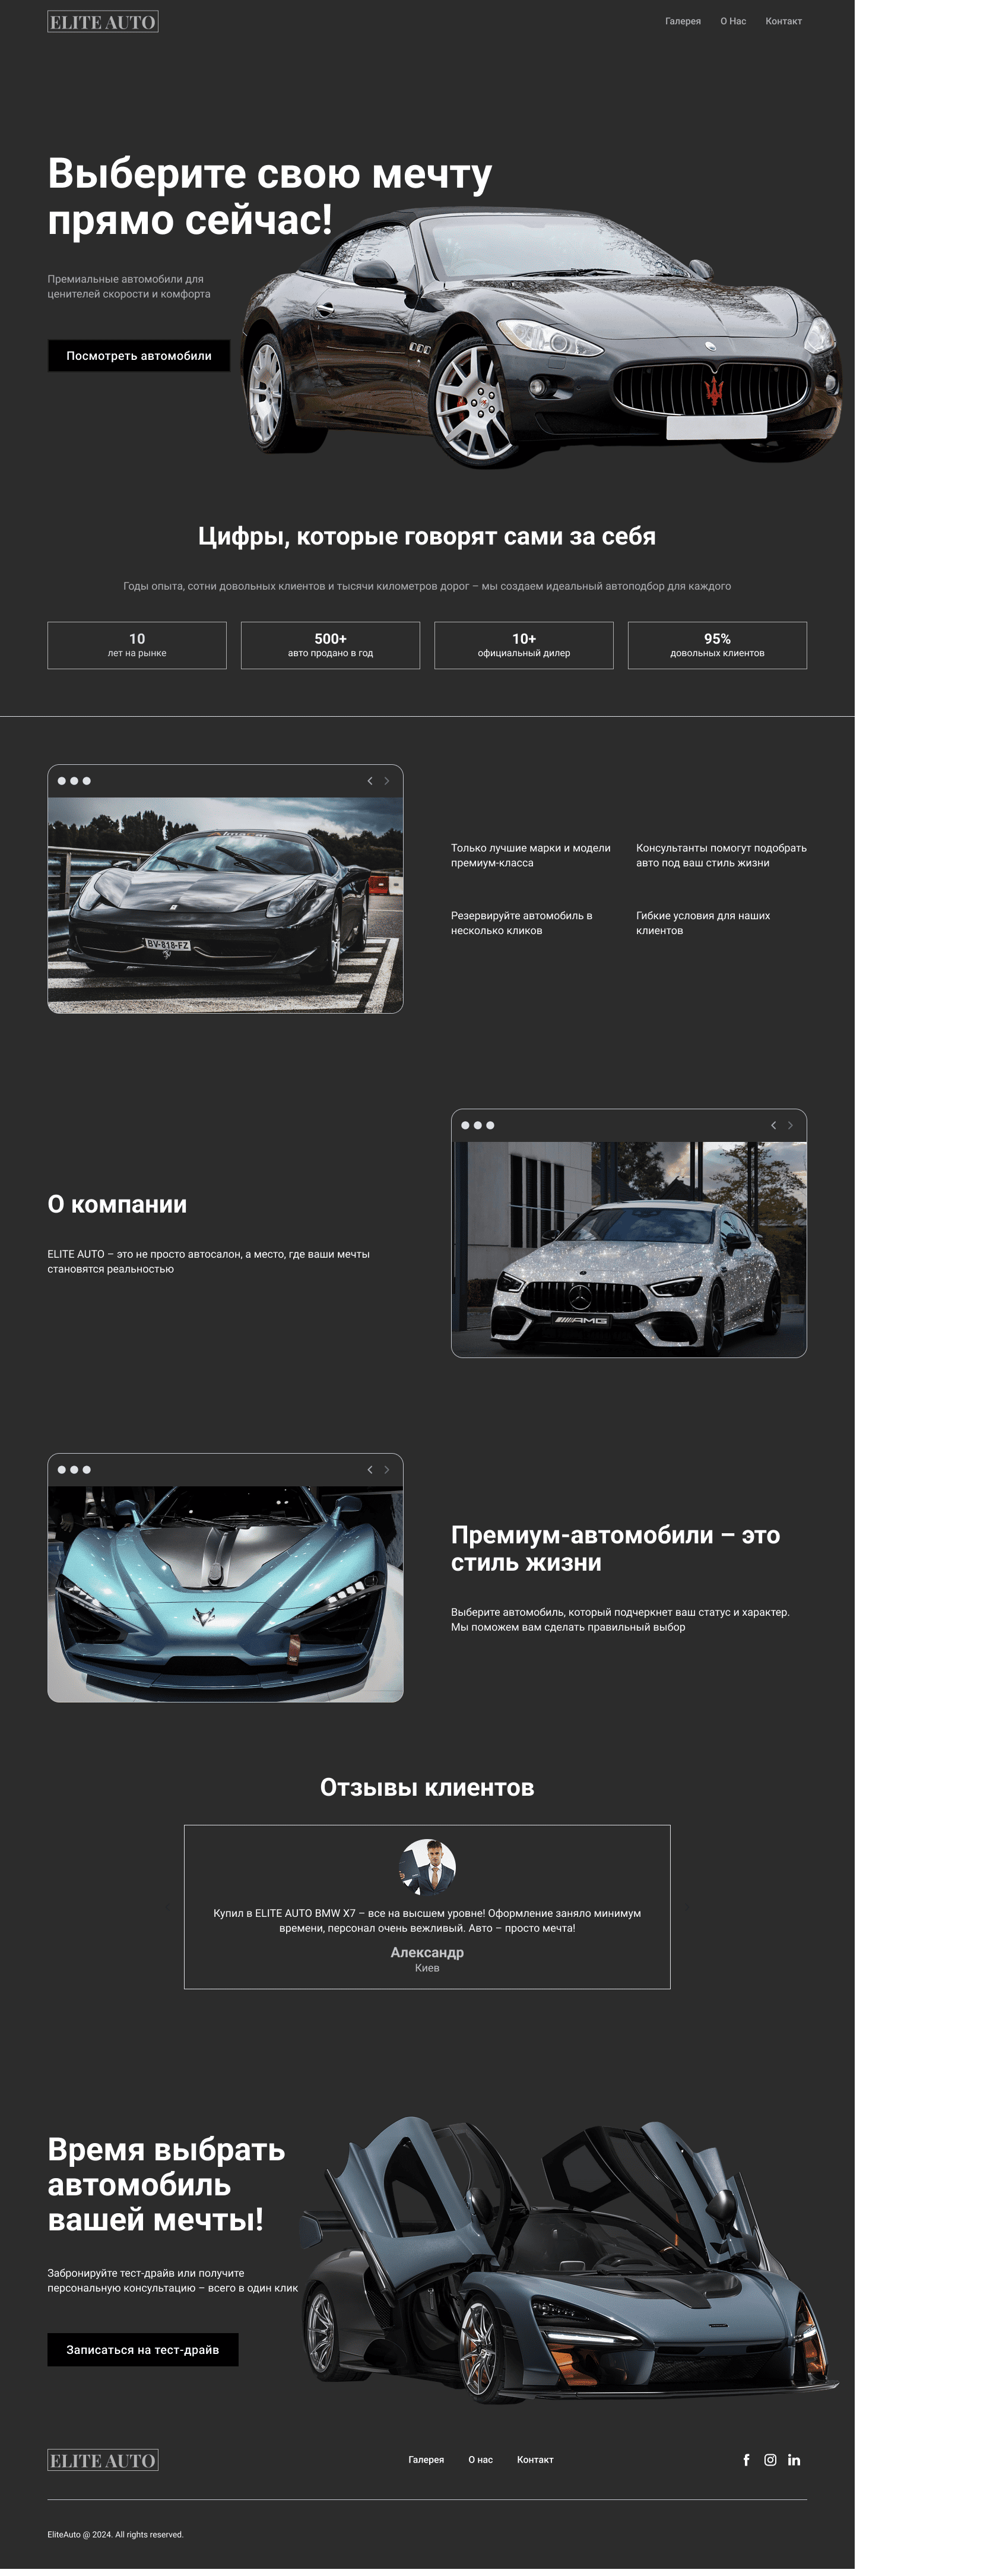 ELITE AUTO
Галерея
О Нас
Контакт
Выберите свою мечту
прямо сейчас!
Премиальные автомобили для
ценителей скорости и комфорта
Посмотреть автомобили
Цифры, которые говорят сами за себя
Годы опыта, сотни довольных клиентов и тысячи километров дорог – мы создаем идеальный автоподбор для каждого
10
лет на рынке
500+
авто продано в год
10+
официальный дилер
95%
довольных клиентов
BV-818-FZ
Только лучшие марки и модели
премиум-класса
Консультанты помогут подобрать
авто под ваш стиль жизни
Резервируйте автомобиль в
несколько кликов
Гибкие условия для наших
клиентов
О компании
ELITE AUTO – это не просто автосалон, а место, где ваши мечты
становятся реальностью
AMG
Премиум-автомобили – это
стиль жизни
Выберите автомобиль, который подчеркнет ваш статус и характер.
Мы поможем вам сделать правильный выбор
Отзывы клиентов
Купил в ELITE AUTO BMW X7 – все на высшем уровне! Оформление заняло минимум
времени, персонал очень вежливый. Авто – просто мечта!
Александр
Киев
Время выбрать
автомобиль
вашей мечты!
Забронируйте тест-драйв или получите
персональную консультацию – всего в один клик
Записаться на тест-драйв
ELITE AUTO
Галерея
О нас
Контакт
EliteAuto @ 2024. All rights reserved.